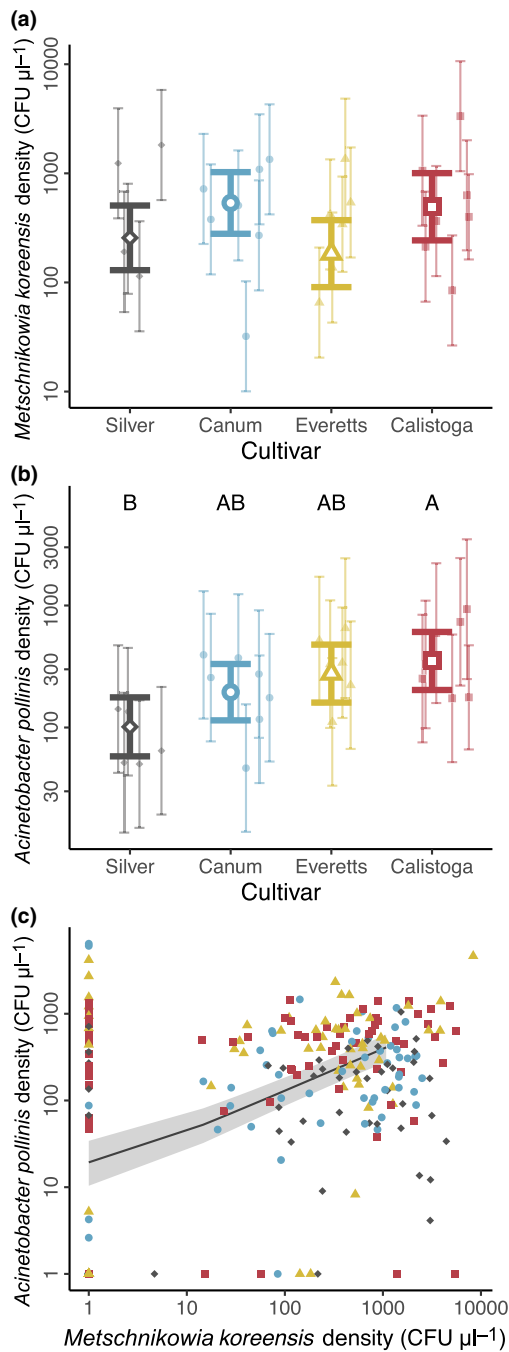 (a)
Metschnikowia koreensis density (CFU µl⁻¹)
10000
1000
100
10
Silver Canum Everetts Calistoga
Cultivar
(b)
Acinetobacter pollinis density (CFU µl⁻¹)
B AB AB A
3000
1000
300
100
30
Silver Canum Everetts Calistoga
Cultivar
(c)
Acinetobacter pollinis density (CFU µl⁻¹)
1000
100
10
1
1 10 100 1000 10000
Metschnikowia koreensis density (CFU µl⁻¹)